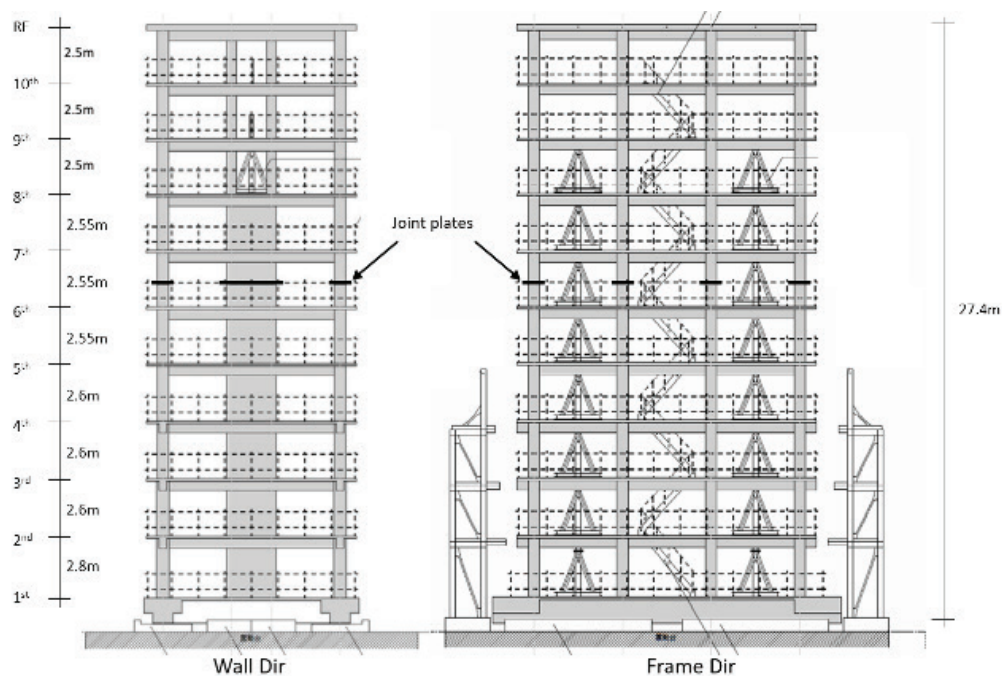 RF
2.5m
10th
2.5m
9th
2.5m
8th
2.55m
7th
2.55m
6th
2.55m
5th
2.6m
4th
2.6m
3rd
2.6m
2nd
2.8m
1st
Joint plates
27.4m
Wall Dir
Frame Dir